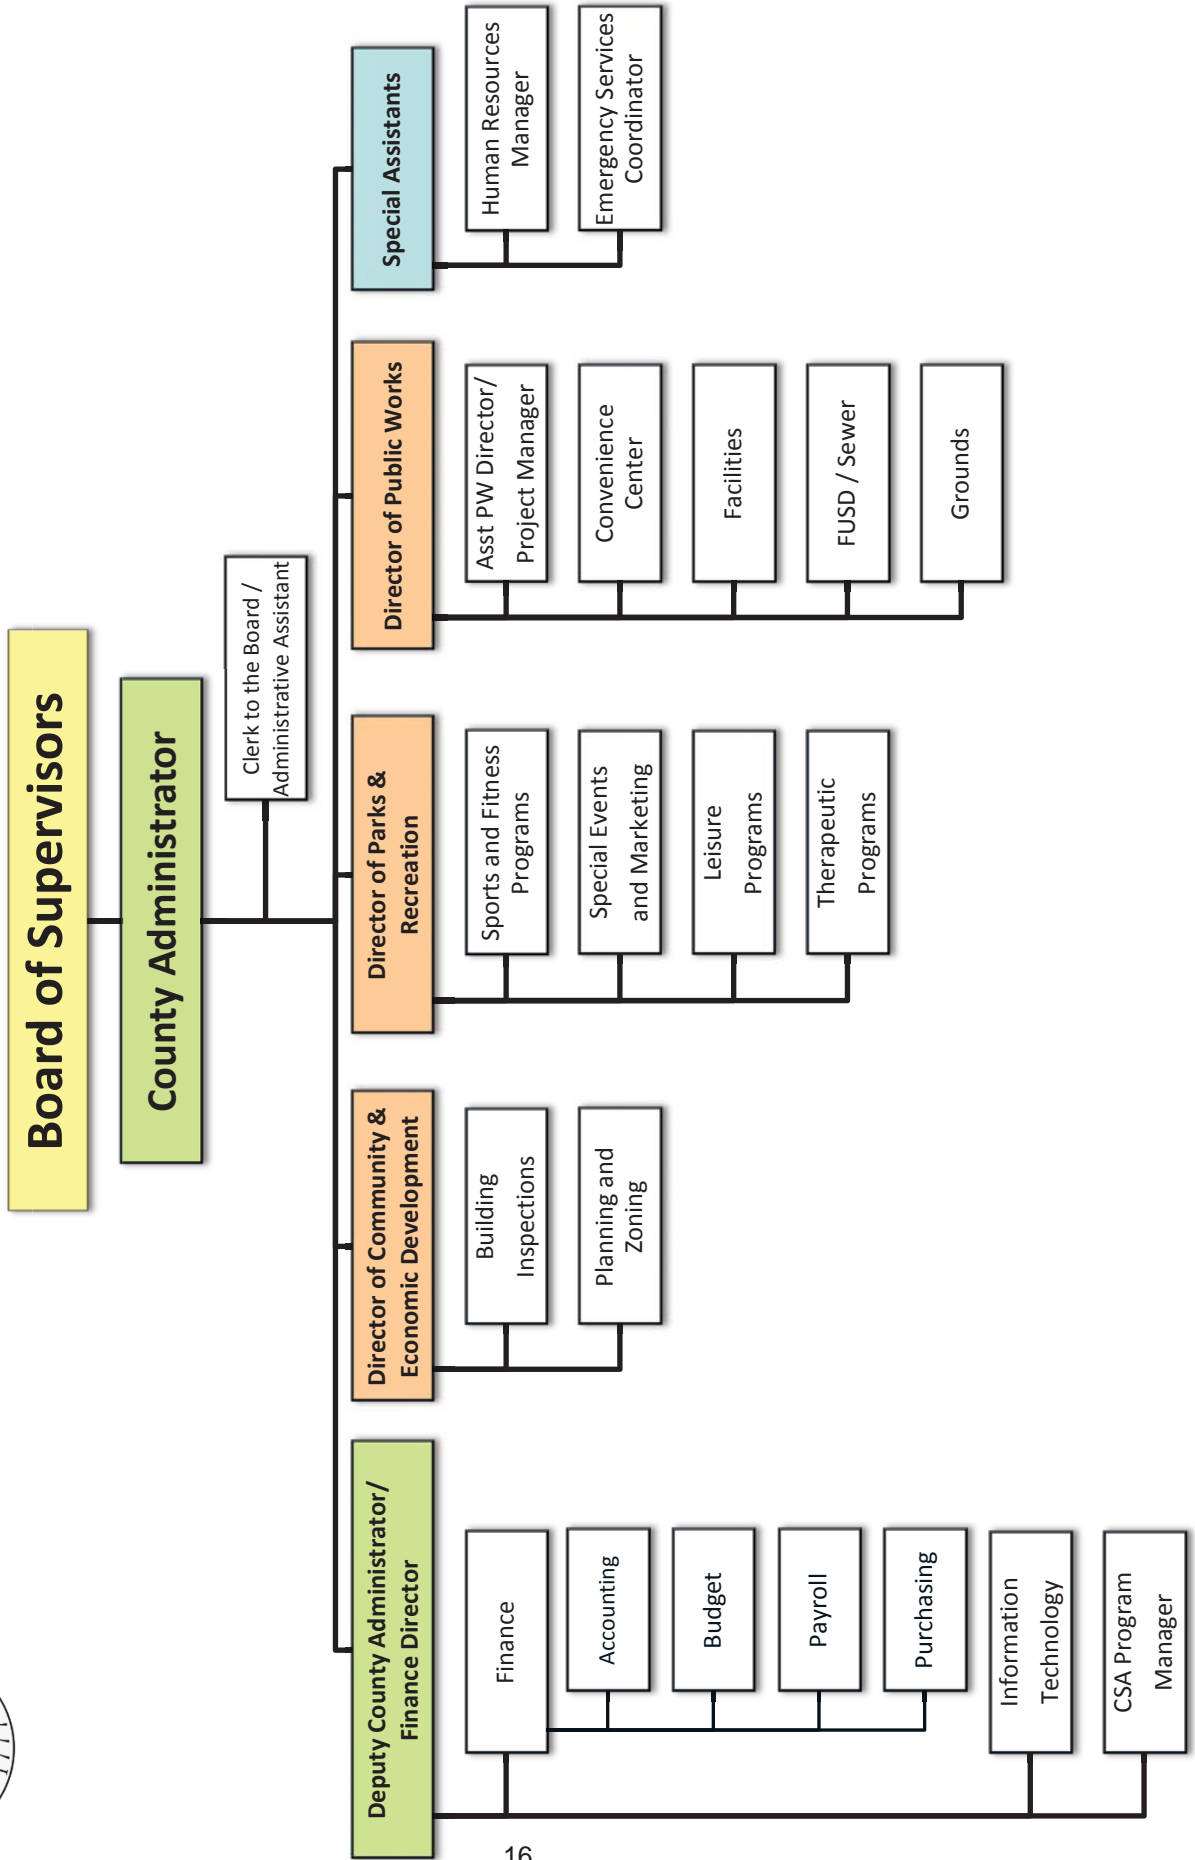 Board of Supervisors
County Administrator
Clerk to the Board /
Administrative Assistant
Deputy County Administrator/
Finance Director
Finance
Accounting
Budget
Payroll
Purchasing
Information
Technology
CSA Program
Manager
Director of Community &
Economic Development
Building
Inspections
Planning and
Zoning
Director of Parks &
Recreation
Sports and Fitness
Programs
Special Events
and Marketing
Leisure
Programs
Therapeutic
Programs
Director of Public Works
Asst PW Director/
Project Manager
Convenience
Center
Facilities
FUSD / Sewer
Grounds
Special Assistants
Human Resources
Manager
Emergency Services
Coordinator
16